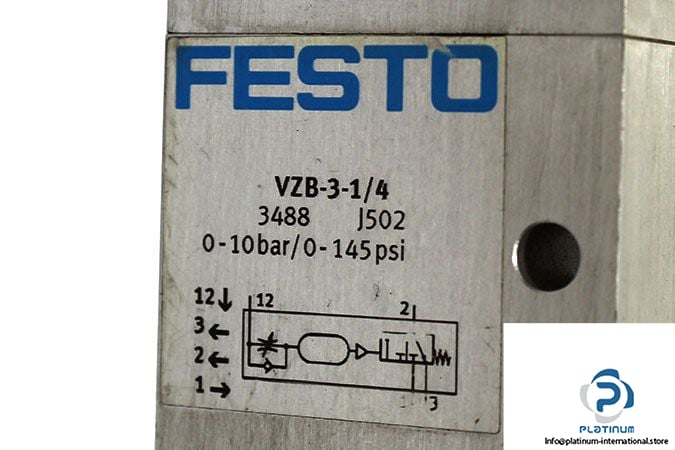 FESTO
VZB-3-1/4
3488 J502
0-10bar/0-145psi
12↓ 12 2
3←
2←
1→
3
PLATINUM
Info@platinum-international.store